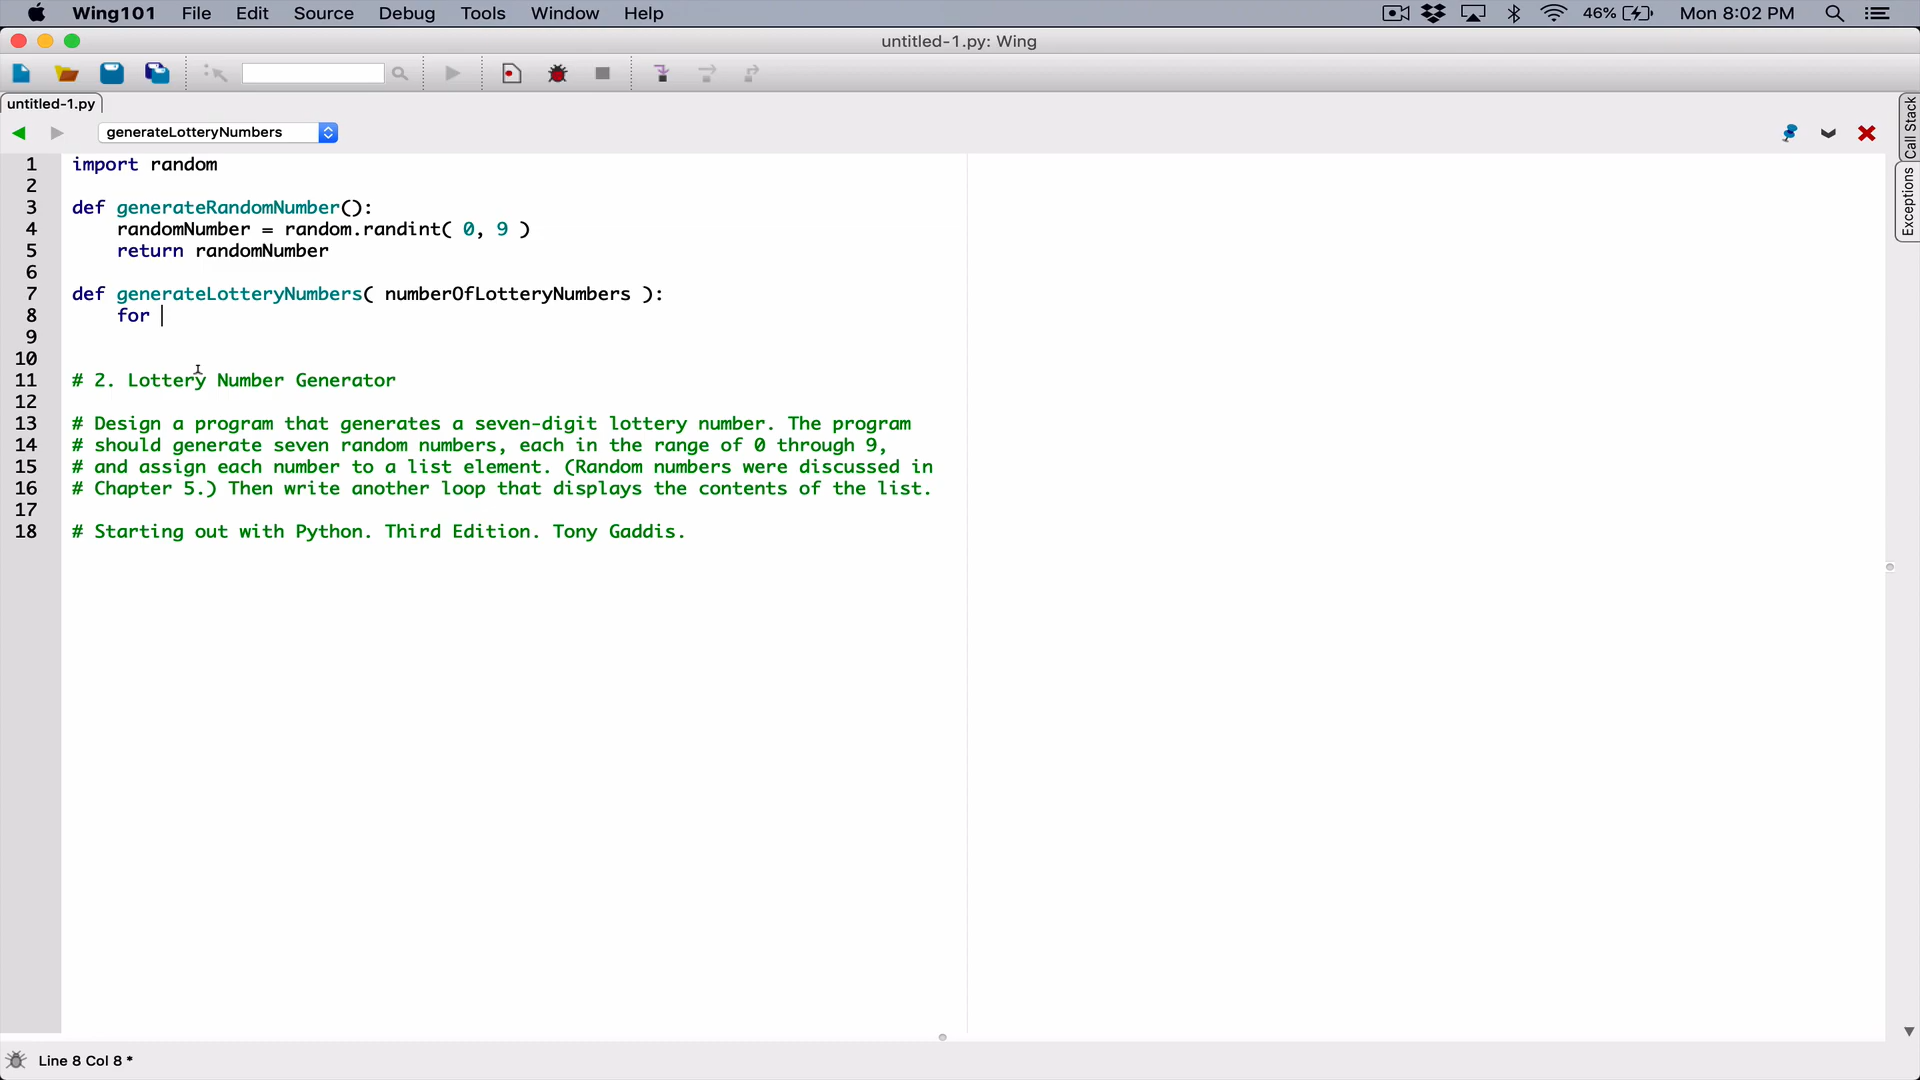 Wing101 File Edit Source Debug Tools Window Help 46% Mon 8:02 PM
untitled-1.py: Wing
untitled-1.py
generateLotteryNumbers
Call Stack
Exceptions
1 import random
2
3 def generateRandomNumber():
4 randomNumber = random.randint( 0, 9 )
5 return randomNumber
6
7 def generateLotteryNumbers( numberOfLotteryNumbers ):
8 for
9
10
11 # 2. Lottery Number Generator
12
13 # Design a program that generates a seven-digit lottery number. The program
14 # should generate seven random numbers, each in the range of 0 through 9,
15 # and assign each number to a list element. (Random numbers were discussed in
16 # Chapter 5.) Then write another loop that displays the contents of the list.
17
18 # Starting out with Python. Third Edition. Tony Gaddis.
Line 8 Col 8 *